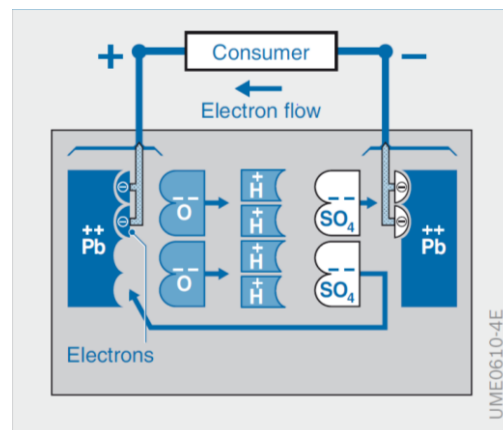 +
Consumer
−
Electron flow
++
Pb
⊖
⊖
− −
O
− −
O
+
H
+
H
+
H
+
H
− −
SO₄
− −
SO₄
⊖
⊖
++
Pb
Electrons
UME0610-4E